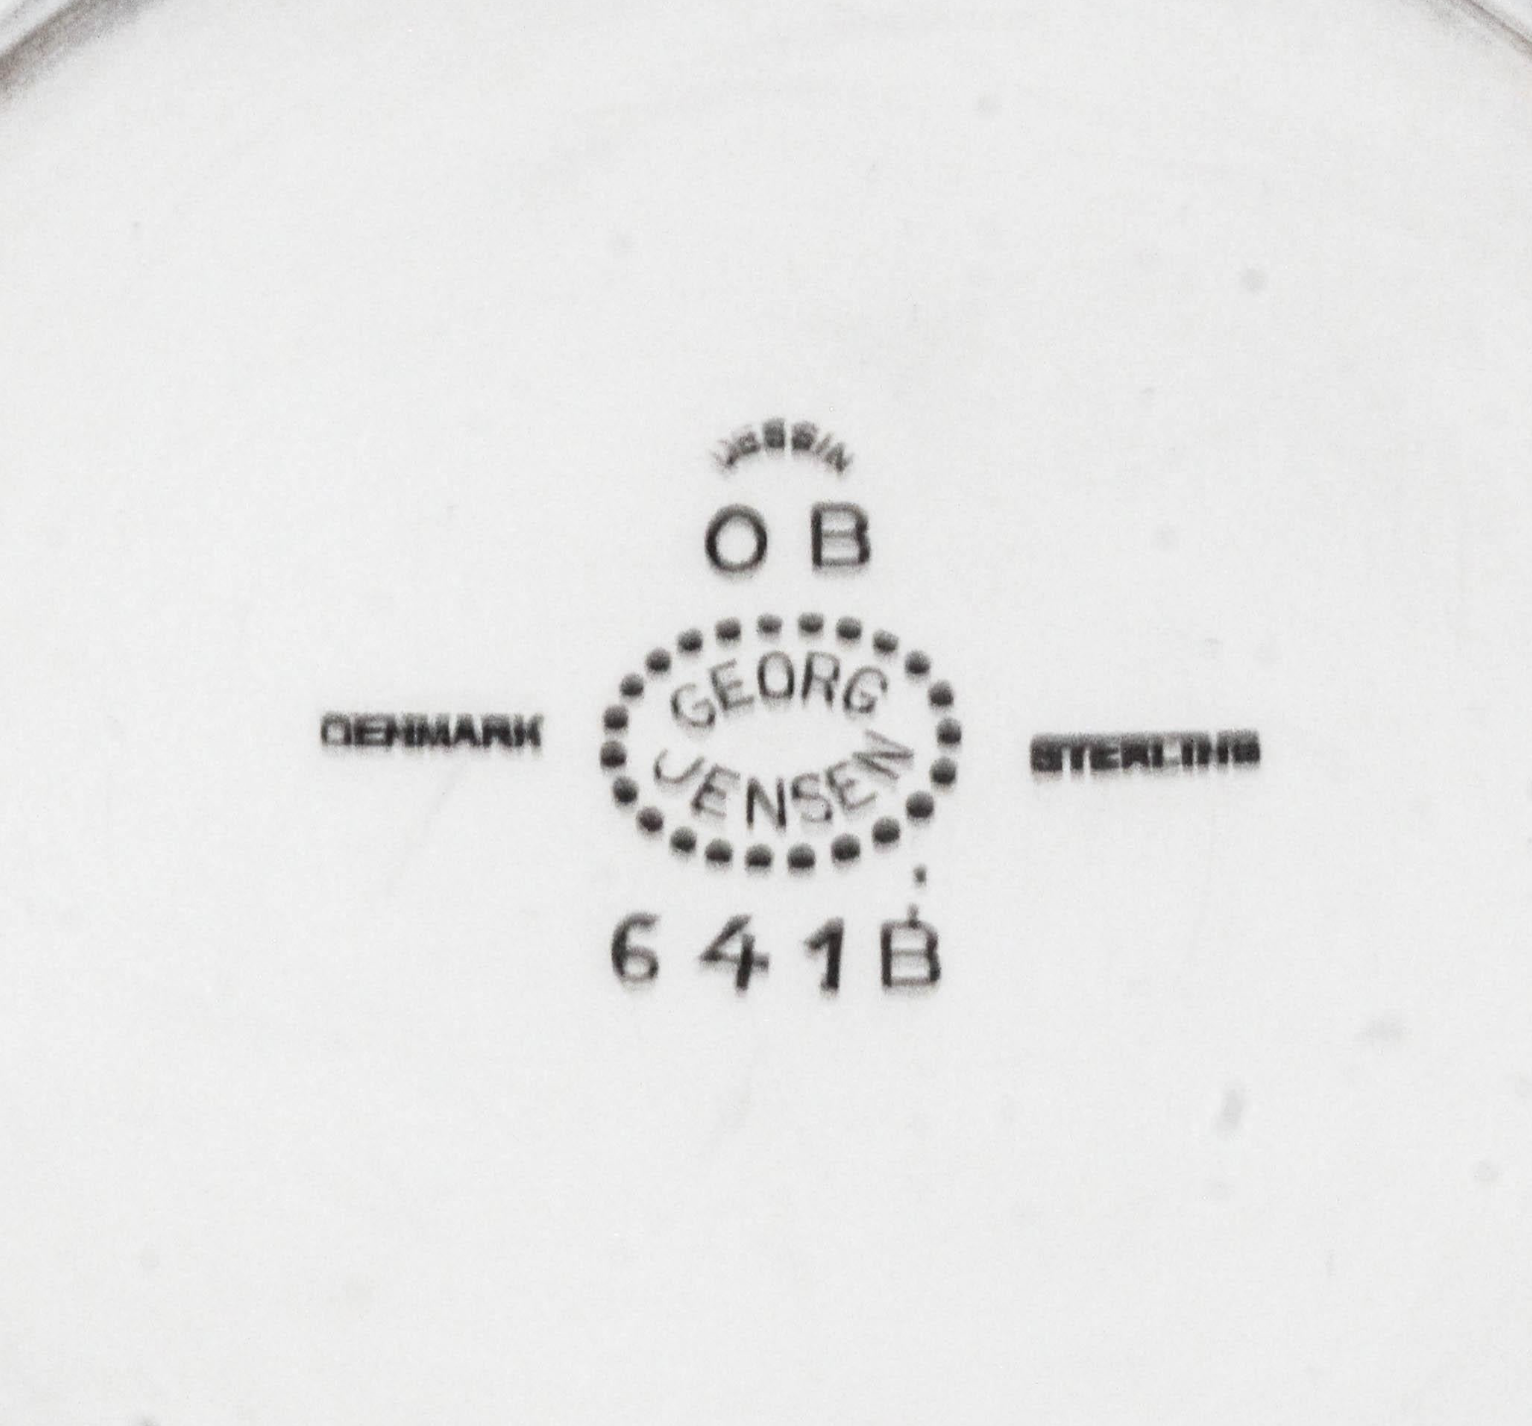 DESSIN
O B
DENMARK
GEORG
JENSEN
STERLING
641B